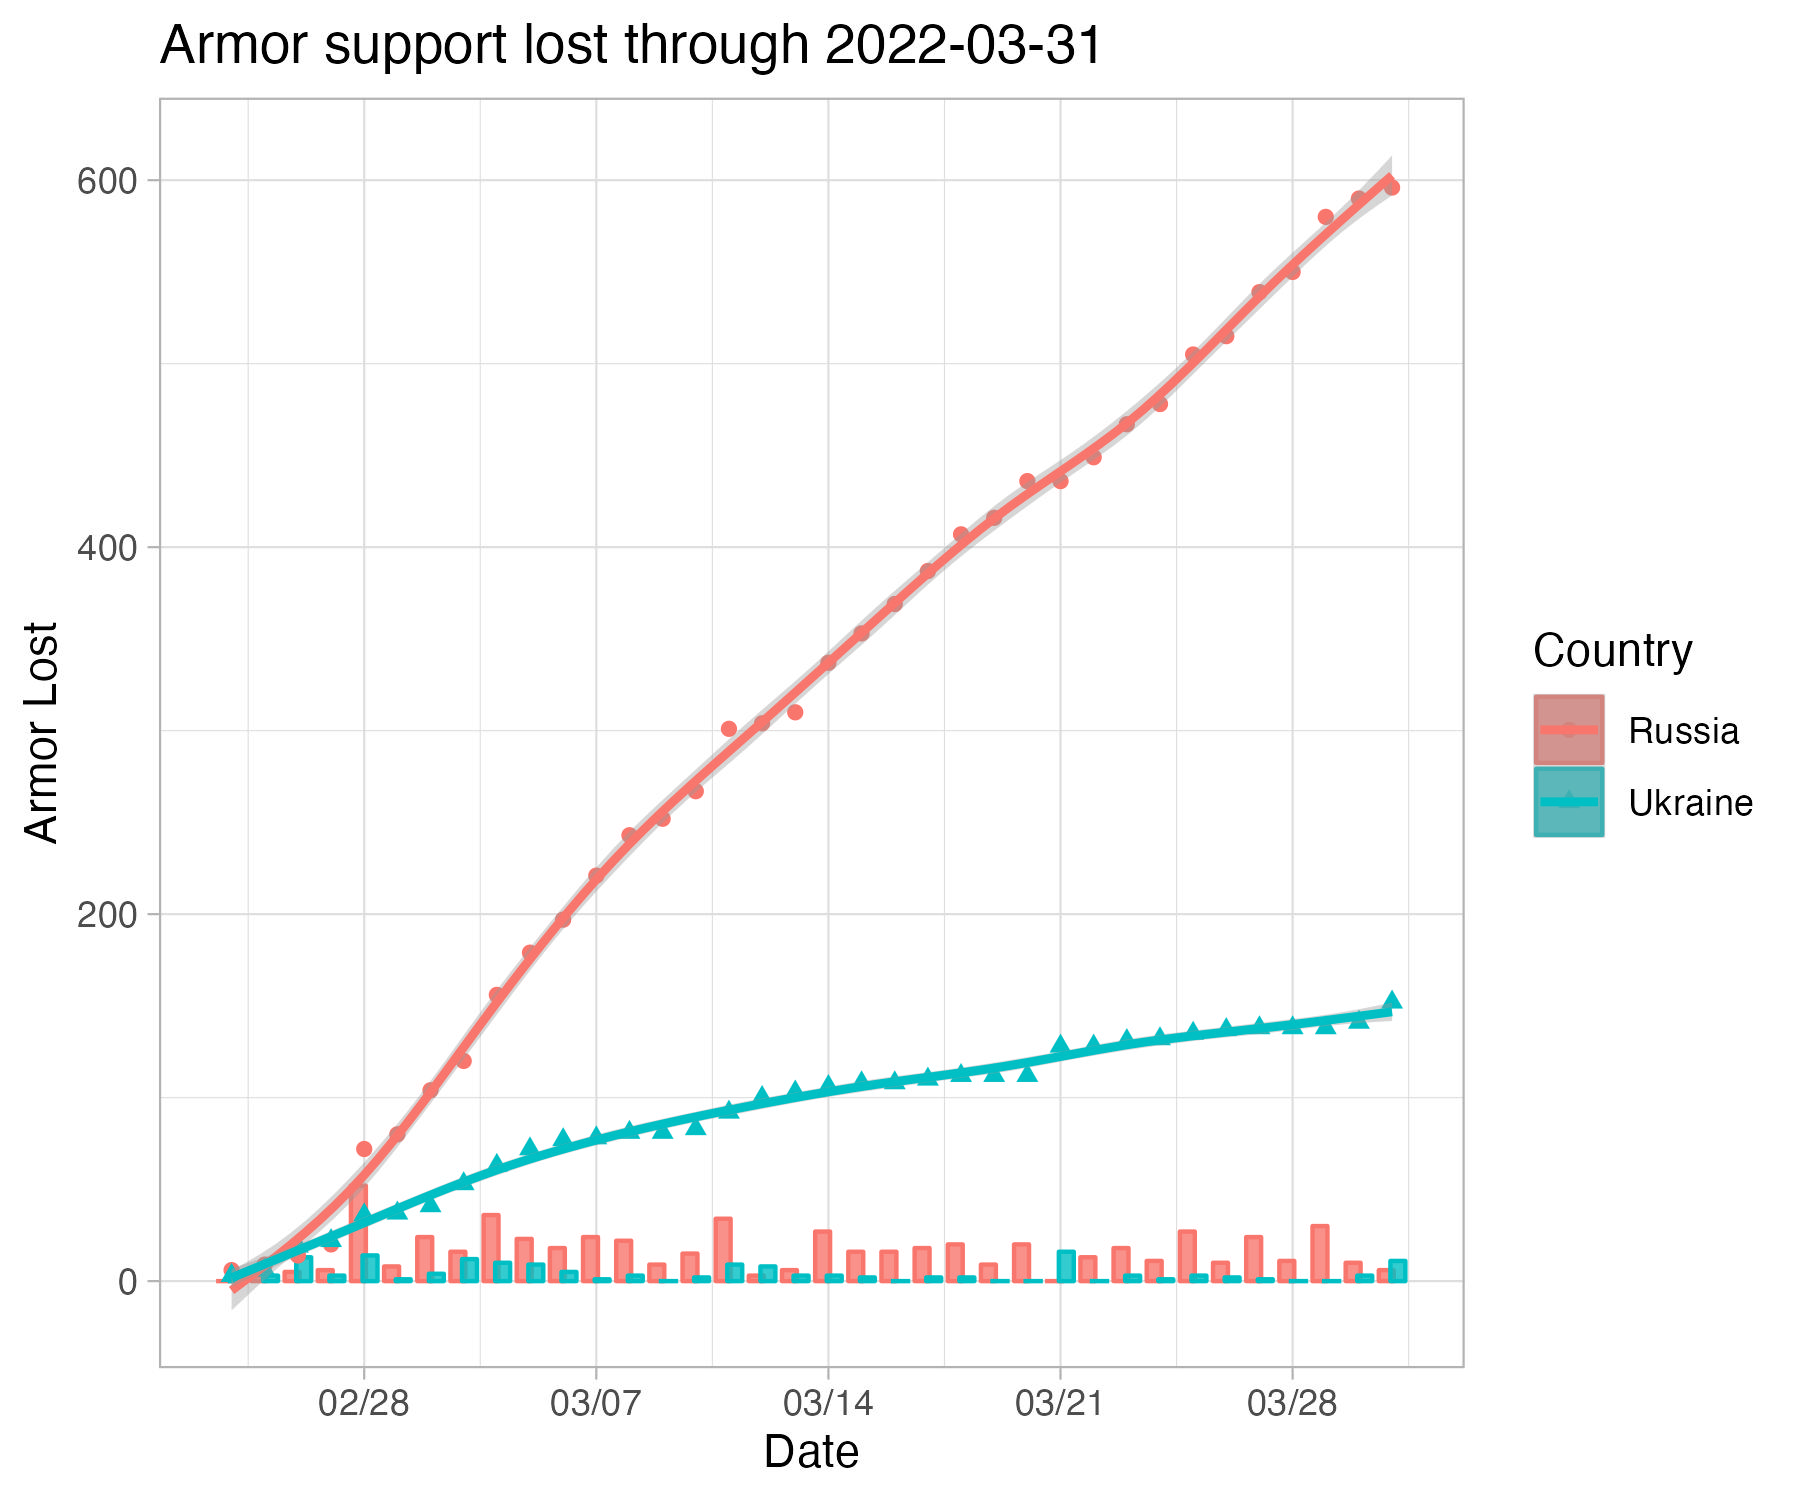 Armor support lost through 2022-03-31
600
400
200
0
Armor Lost
02/28
03/07
03/14
03/21
03/28
Date
Country
Russia
Ukraine